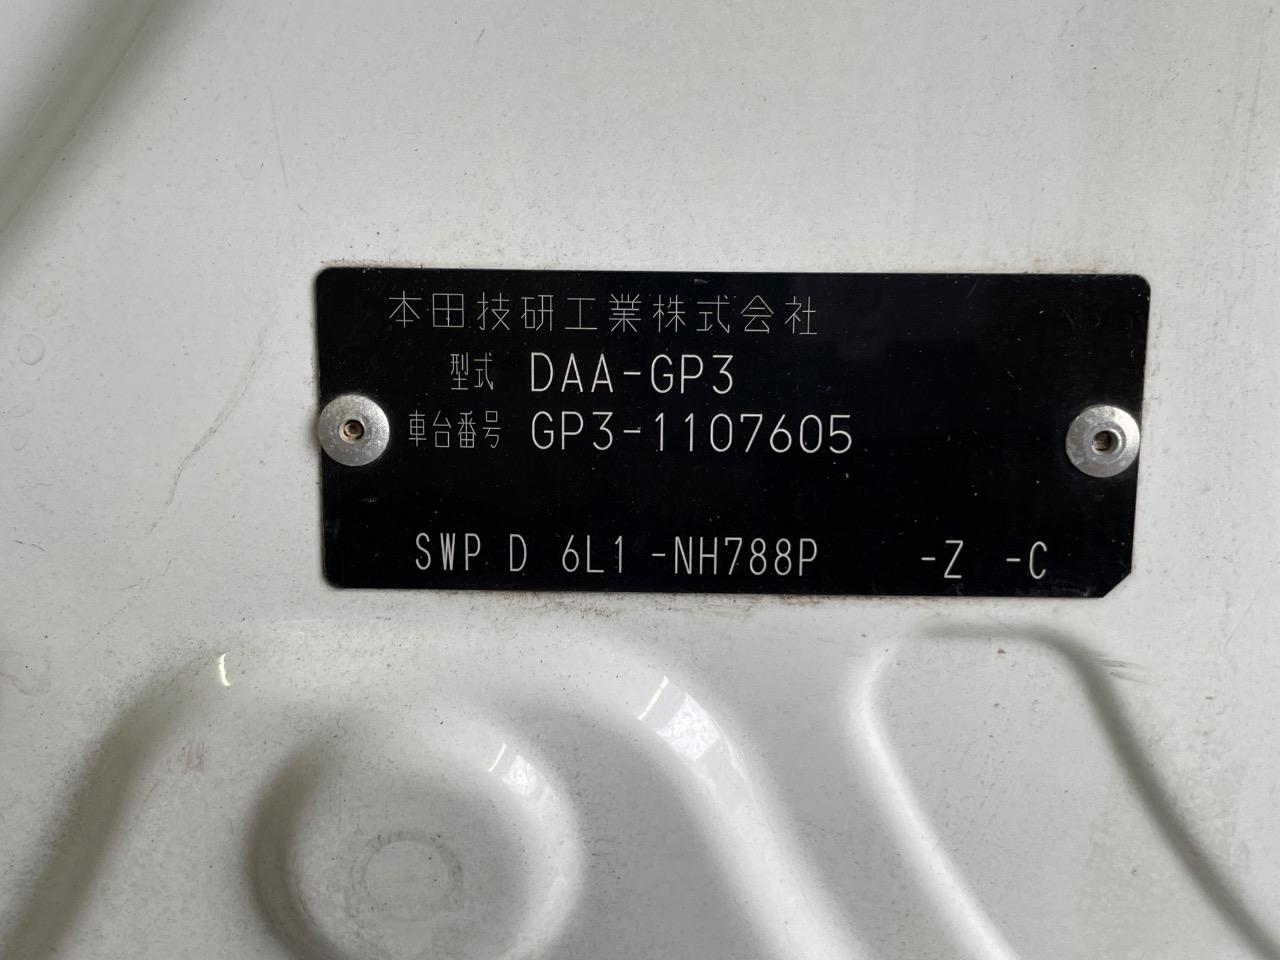 本田技研工業株式会社
型式 DAA-GP3
車台番号 GP3-1107605
SWP D 6L1 -NH788P -Z -C